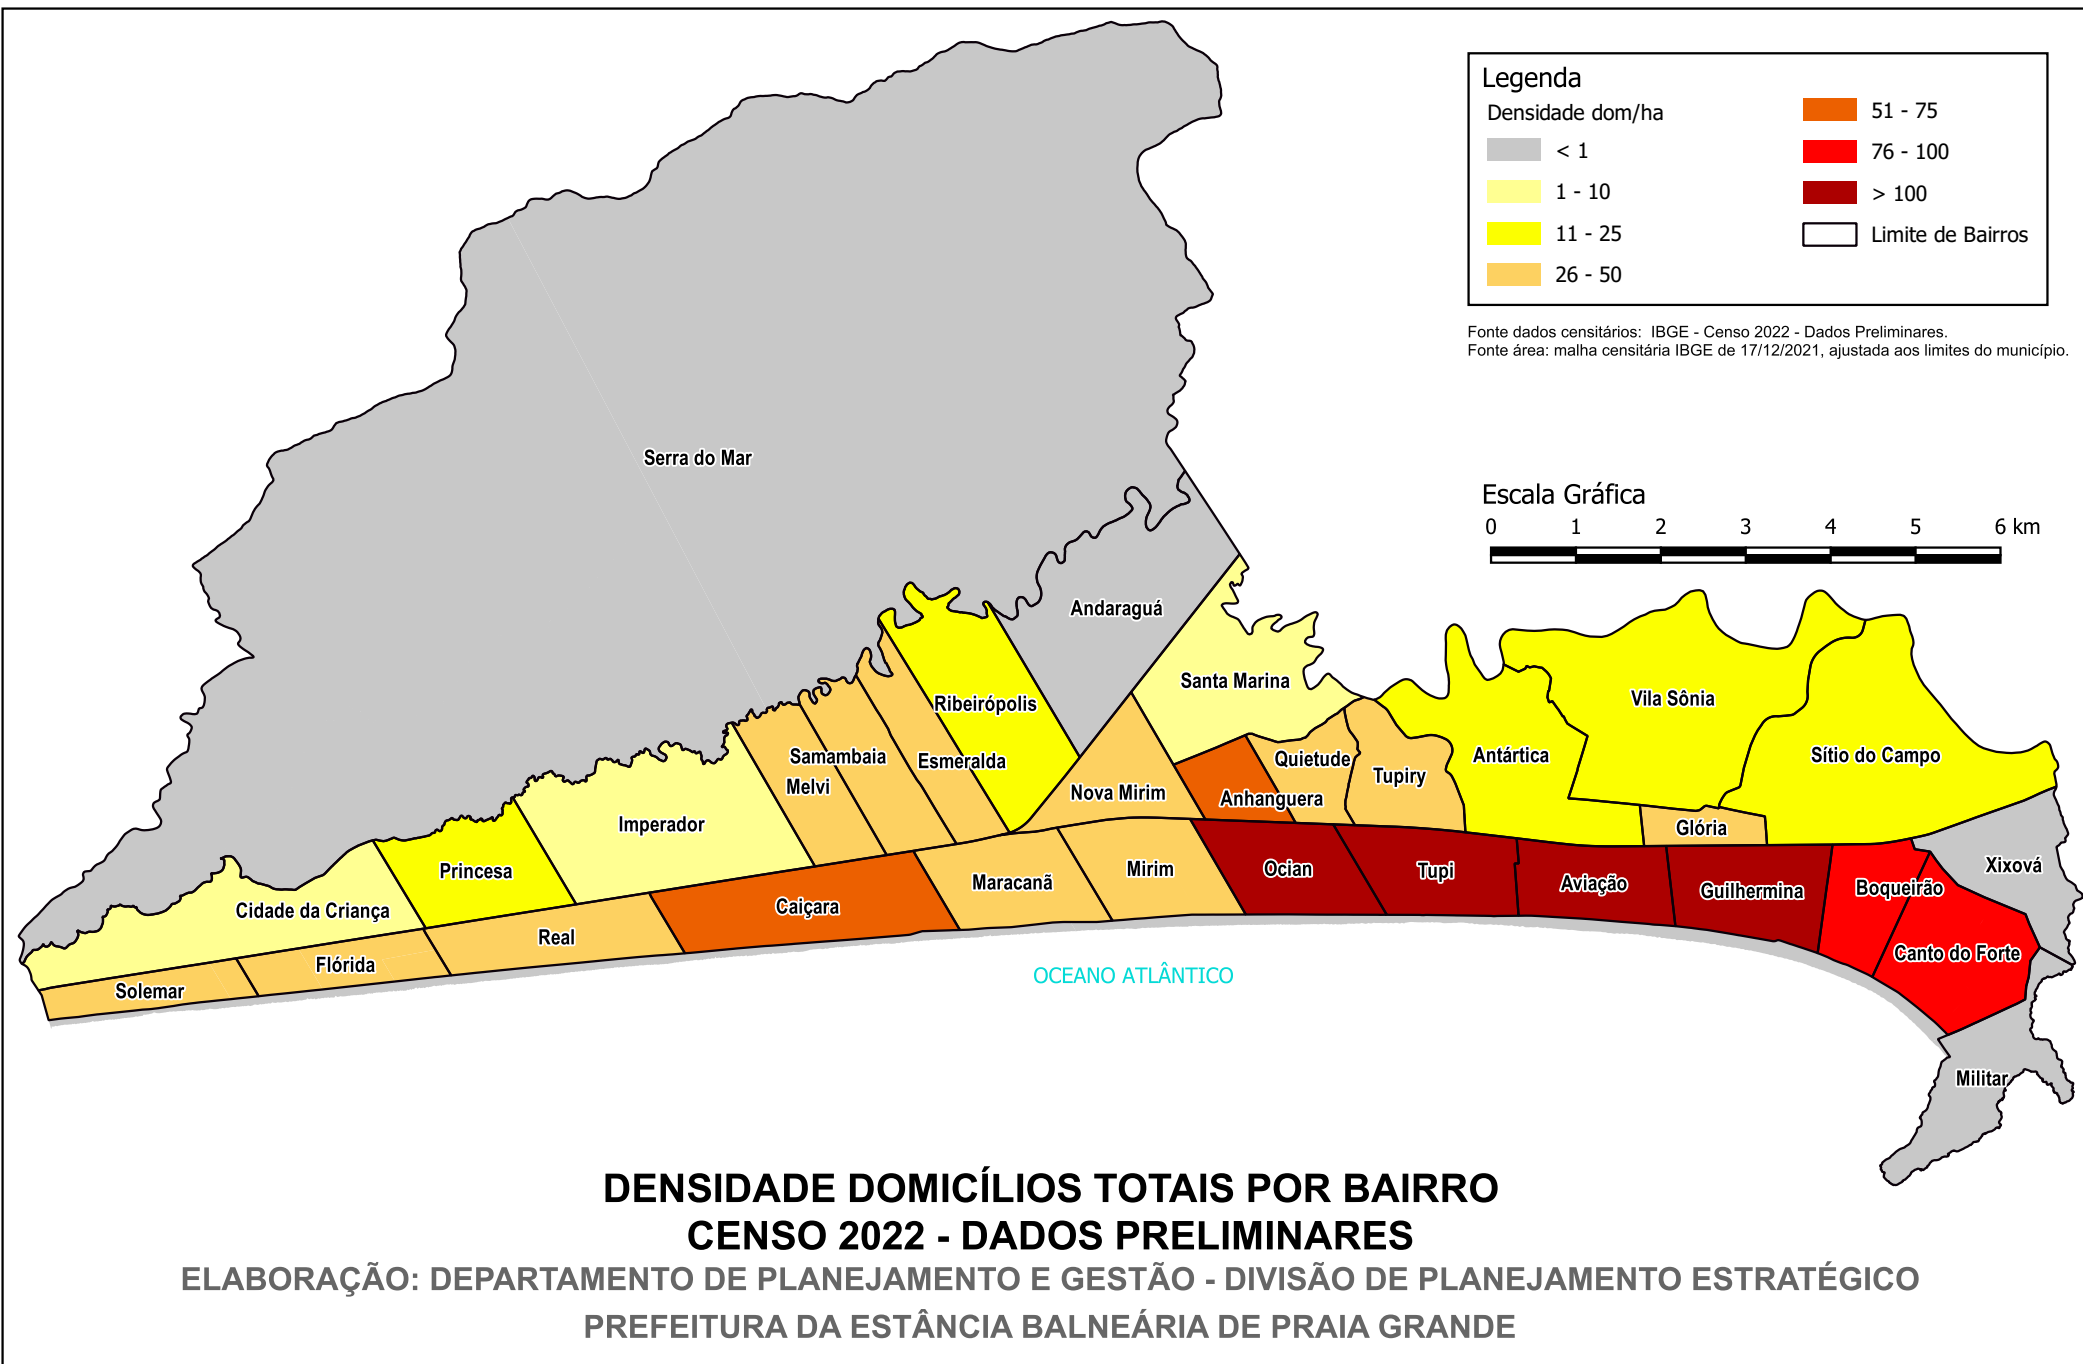 Legenda
Densidade dom/ha
< 1
1 - 10
11 - 25
26 - 50
51 - 75
76 - 100
> 100
Limite de Bairros
Fonte dados censitários: IBGE - Censo 2022 - Dados Preliminares.
Fonte área: malha censitária IBGE de 17/12/2021, ajustada aos limites do município.
Escala Gráfica
0 1 2 3 4 5 6 km
Serra do Mar
Andaraguá
Santa Marina
Ribeirópolis
Vila Sônia
Antártica
Sítio do Campo
Samambaia
Esmeralda
Quietude
Tupiry
Melvi
Nova Mirim
Anhanguera
Imperador
Glória
Princesa
Cidade da Criança
Caiçara
Maracanã
Mirim
Ocian
Tupi
Aviação
Guilhermina
Boqueirão
Xixová
Real
Flórida
Solemar
Canto do Forte
OCEANO ATLÂNTICO
Militar
DENSIDADE DOMICÍLIOS TOTAIS POR BAIRRO
CENSO 2022 - DADOS PRELIMINARES
ELABORAÇÃO: DEPARTAMENTO DE PLANEJAMENTO E GESTÃO - DIVISÃO DE PLANEJAMENTO ESTRATÉGICO
PREFEITURA DA ESTÂNCIA BALNEÁRIA DE PRAIA GRANDE